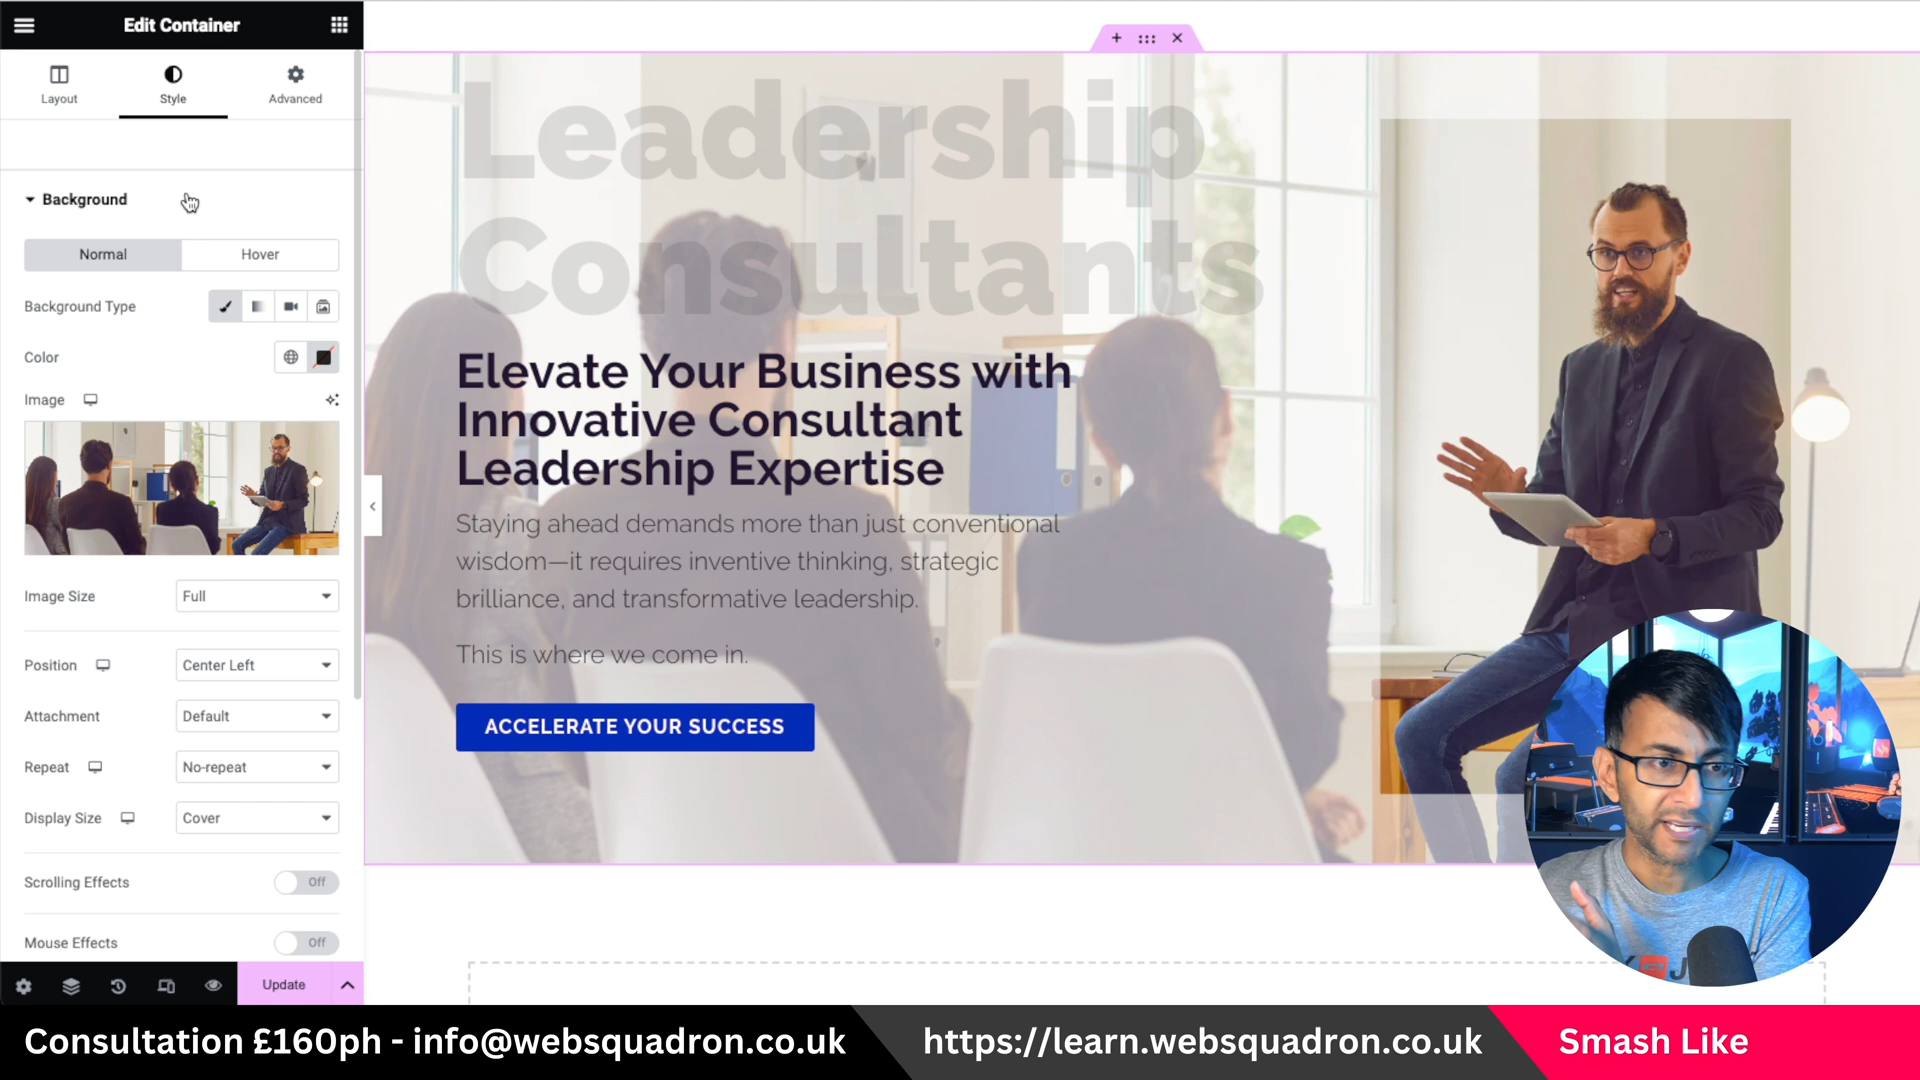 Edit Container
Layout
Style
Advanced
Background
Normal
Hover
Background Type
Color
Image
Image Size
Full
Position
Center Left
Attachment
Default
Repeat
No-repeat
Display Size
Cover
Scrolling Effects
Off
Mouse Effects
Off
Update
Leadership
Consultants
Elevate Your Business with
Innovative Consultant
Leadership Expertise
Staying ahead demands more than just conventional
wisdom—it requires inventive thinking, strategic
brilliance, and transformative leadership.
This is where we come in.
ACCELERATE YOUR SUCCESS
Consultation £160ph - info@websquadron.co.uk
https://learn.websquadron.co.uk
Smash Like